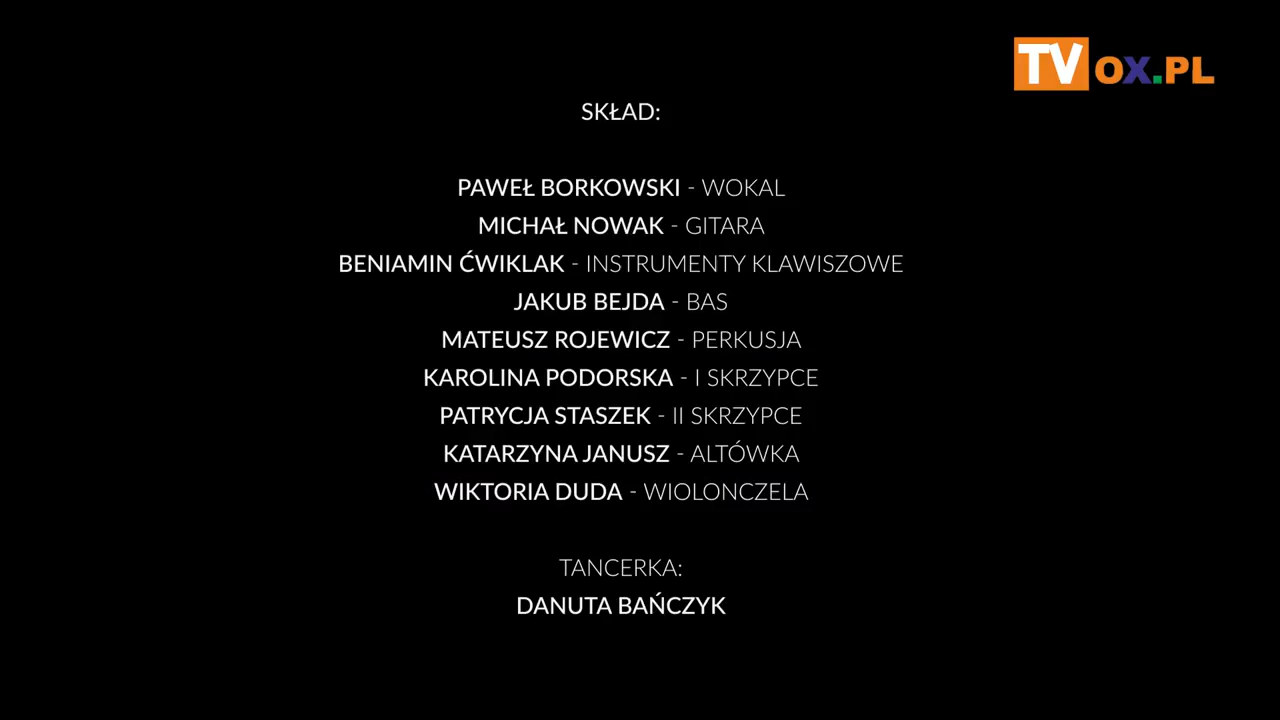 TVOX.PL
SKŁAD:
PAWEŁ BORKOWSKI - WOKAL
MICHAŁ NOWAK - GITARA
BENIAMIN ĆWIKLAK - INSTRUMENTY KLAWISZOWE
JAKUB BEJDA - BAS
MATEUSZ ROJEWICZ - PERKUSJA
KAROLINA PODORSKA - I SKRZYPCE
PATRYCJA STASZEK - II SKRZYPCE
KATARZYNA JANUSZ - ALTÓWKA
WIKTORIA DUDA - WIOLONCZELA
TANCERKA:
DANUTA BAŃCZYK